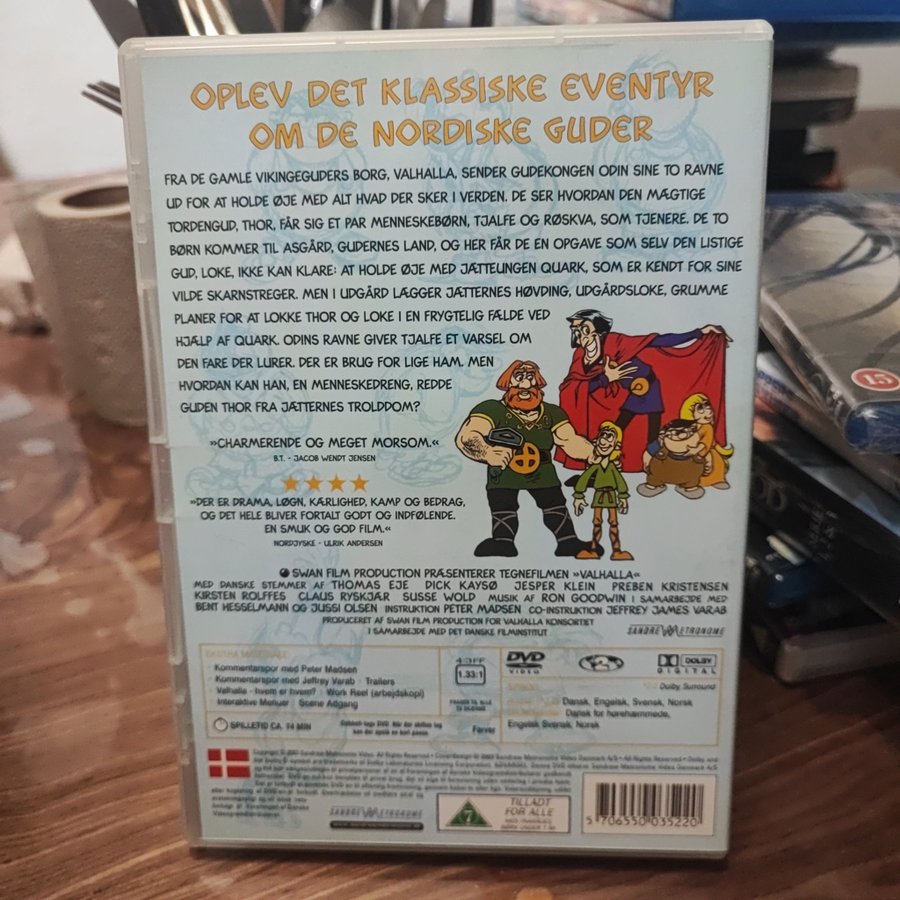 OPLEV DET KLASSISKE EVENTYR
OM DE NORDISKE GUDER
FRA DE GAMLE VIKINGEGUDERS BORG, VALHALLA, SENDER GUDEKONGEN ODIN SINE TO RAVNE
UD FOR AT HOLDE ØJE MED ALT HVAD DER SKER I VERDEN. DE SER HVORDAN DEN MÆGTIGE
TORDENGUD, THOR, FÅR SIG ET PAR MENNESKEBØRN, TJALFE OG RØSKVA, SOM TJENERE. DE TO
BØRN KOMMER TIL ASGÅRD, GUDERNES LAND, OG HER FÅR DE EN OPGAVE SOM SELV DEN LISTIGE
GUD, LOKE, IKKE KAN KLARE: AT HOLDE ØJE MED JÆTTEUNGEN QUARK, SOM ER KENDT FOR SINE
VILDE SKARNSTREGER. MEN I UDGÅRD LÆGGER JÆTTERNES HØVDING, UDGÅRDSLOKE, GRUMME
PLANER FOR AT LOKKE THOR OG LOKE I EN FRYGTELIG FÆLDE VED
HJÆLP AF QUARK. ODINS RAVNE GIVER TJALFE ET VARSEL OM
DEN FARE DER LURER. DER ER BRUG FOR LIGE HAM. MEN
HVORDAN KAN HAN, EN MENNESKEDRENG, REDDE
GUDEN THOR FRA JÆTTERNES TROLDDOM?
»CHARMERENDE OG MEGET MORSOM.«
B.T. - JACOB WENDT JENSEN
»DER ER DRAMA, LØGN, KÆRLIGHED, KAMP OG BEDRAG,
OG DET HELE BLIVER FORTALT GODT OG INDFØLENDE.
EN SMUK OG GOD FILM.«
NORDJYSKE - ULRIK ANDERSEN
SWAN FILM PRODUCTION PRÆSENTERER TEGNEFILMEN »VALHALLA«
MED DANSKE STEMMER AF THOMAS EJE DICK KAYSØ JESPER KLEIN PREBEN KRISTENSEN
KIRSTEN ROLFFES CLAUS RYSKJÆR SUSSE WOLD MUSIK AF RON GOODWIN I SAMARBEJDE MED
BENT HESSELMANN OG JUSSI OLSEN INSTRUKTION PETER MADSEN CO-INSTRUKTION JEFFREY JAMES VARAB
PRODUCERET AF SWAN FILM PRODUCTION FOR VALHALLA KONSORTIET
I SAMARBEJDE MED DET DANSKE FILMINSTITUT
SANDREW METRONOME
EKSTRA MATERIALE:
· Kommentarspor med Peter Madsen
· Kommentarspor med Jeffrey Varab · Trailers
· Valhalla - hvem er hvem? · Work Reel (arbejdskopi)
Interaktive Menuer · Scene Adgang
SPILLETID CA. 74 MIN
4:3 FF
1.33:1
Farver
DVD VIDEO
2
DOLBY DIGITAL
Dolby Surround
Dansk, Engelsk, Svensk, Norsk
Dansk for hørehæmmede,
Engelsk Svensk, Norsk
SANDREW METRONOME
7
TILLADT
FOR ALLE
5 706550 035220
15